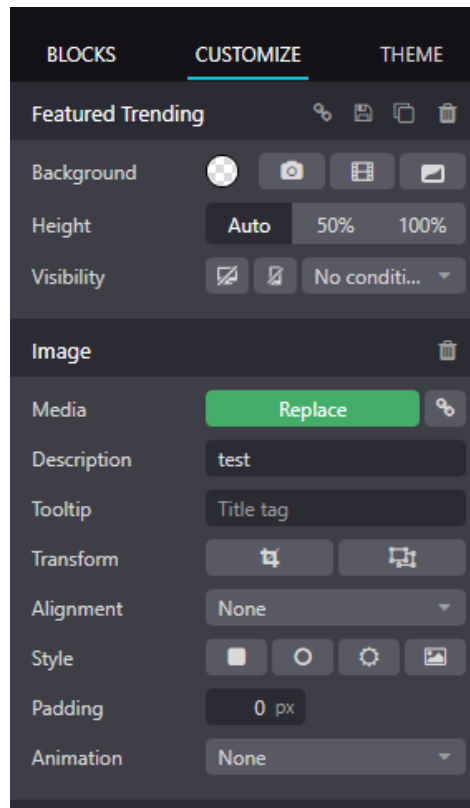 BLOCKS CUSTOMIZE THEME
Featured Trending
Background
Height Auto 50% 100%
Visibility No conditi...
Image
Media Replace
Description test
Tooltip Title tag
Transform
Alignment None
Style
Padding 0 px
Animation None